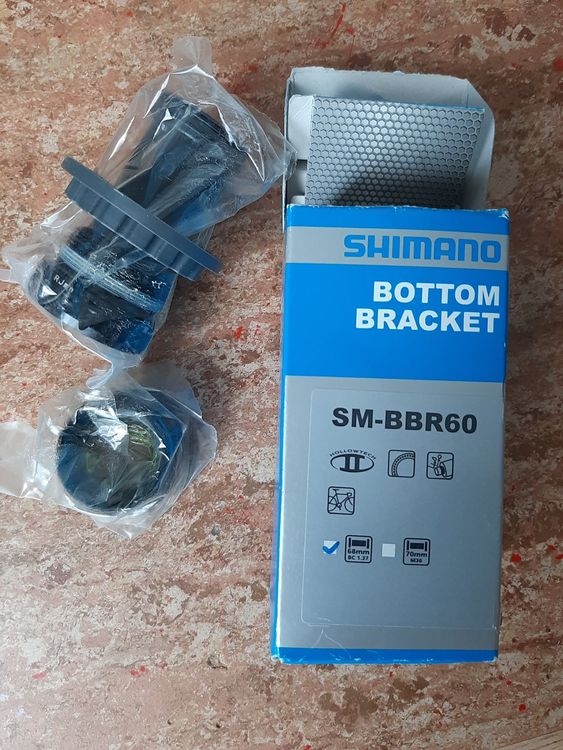 SHIMANO
BOTTOM
BRACKET
SM-BBR60
HOLLOWTECH
II
68mm
BC 1.37
70mm
M36